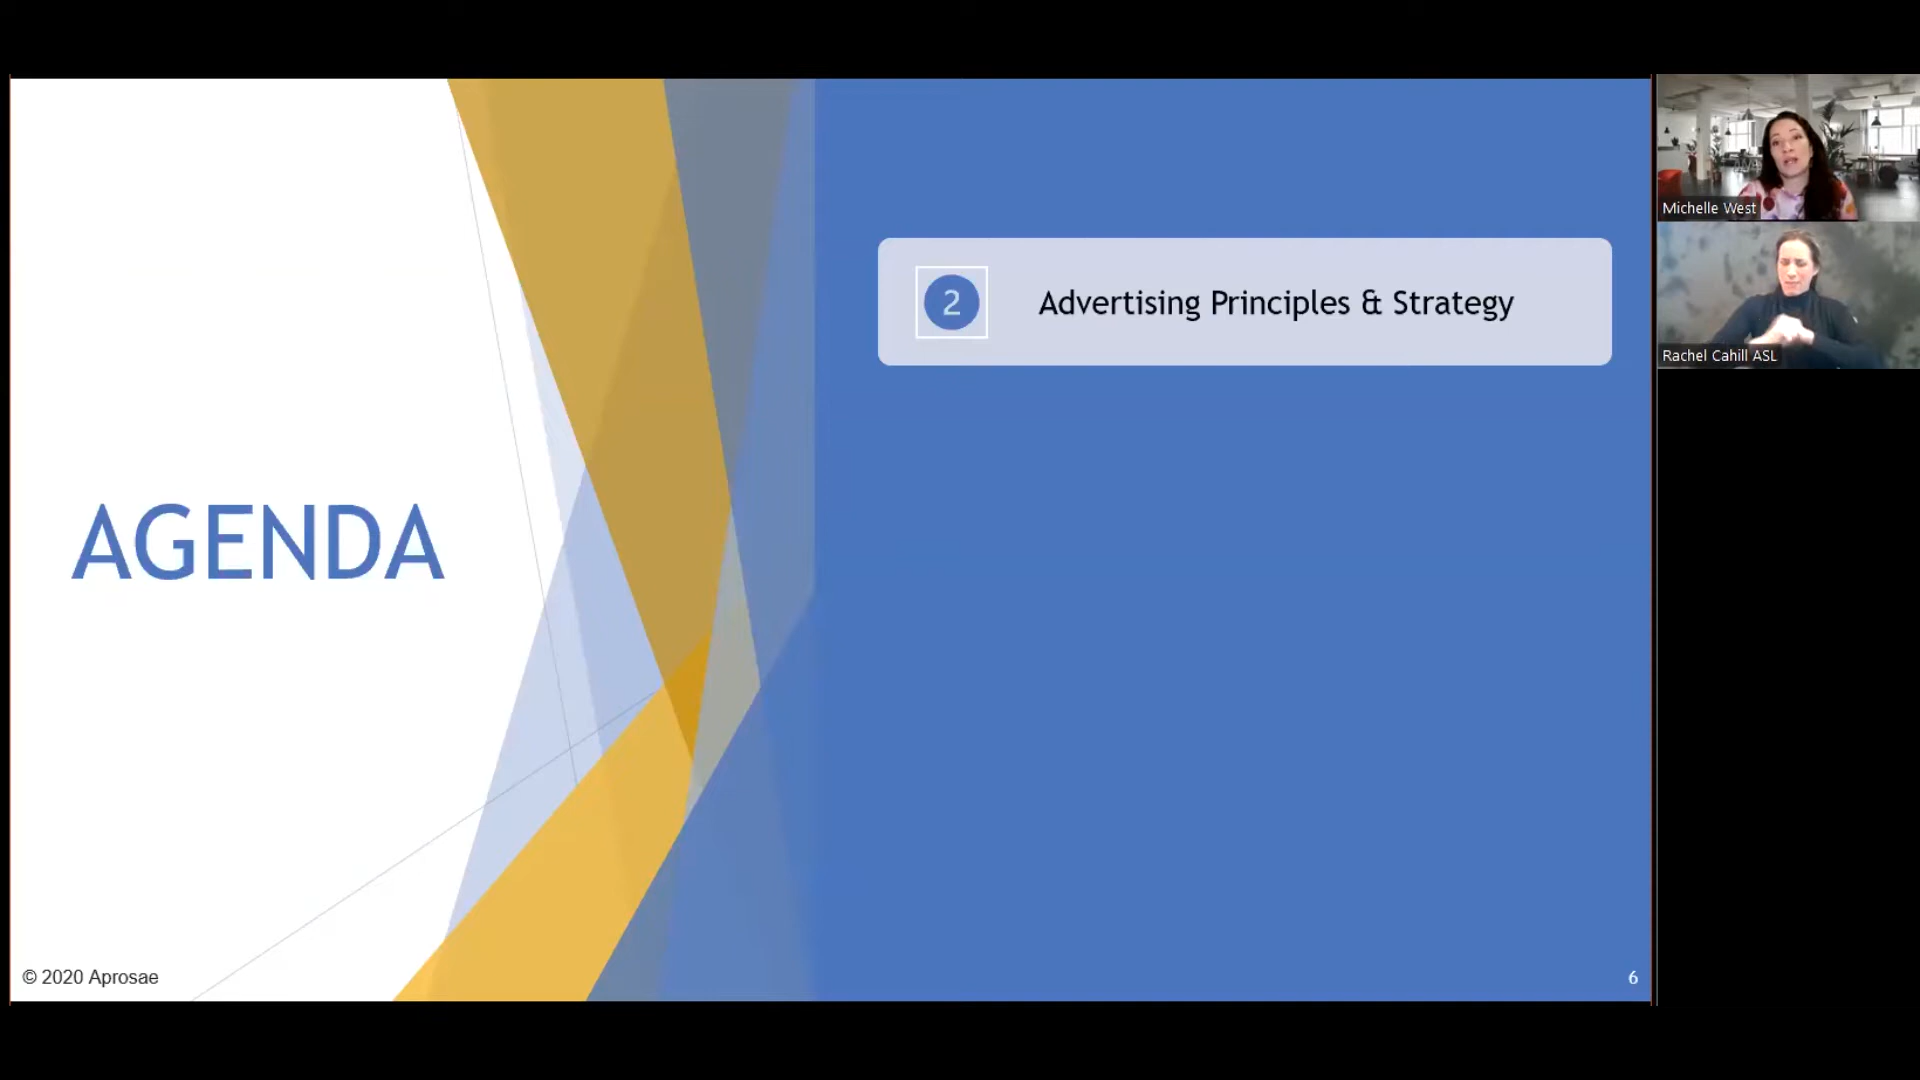 AGENDA
2
Advertising Principles & Strategy
© 2020 Aprosae
6
Michelle West
Rachel Cahill ASL